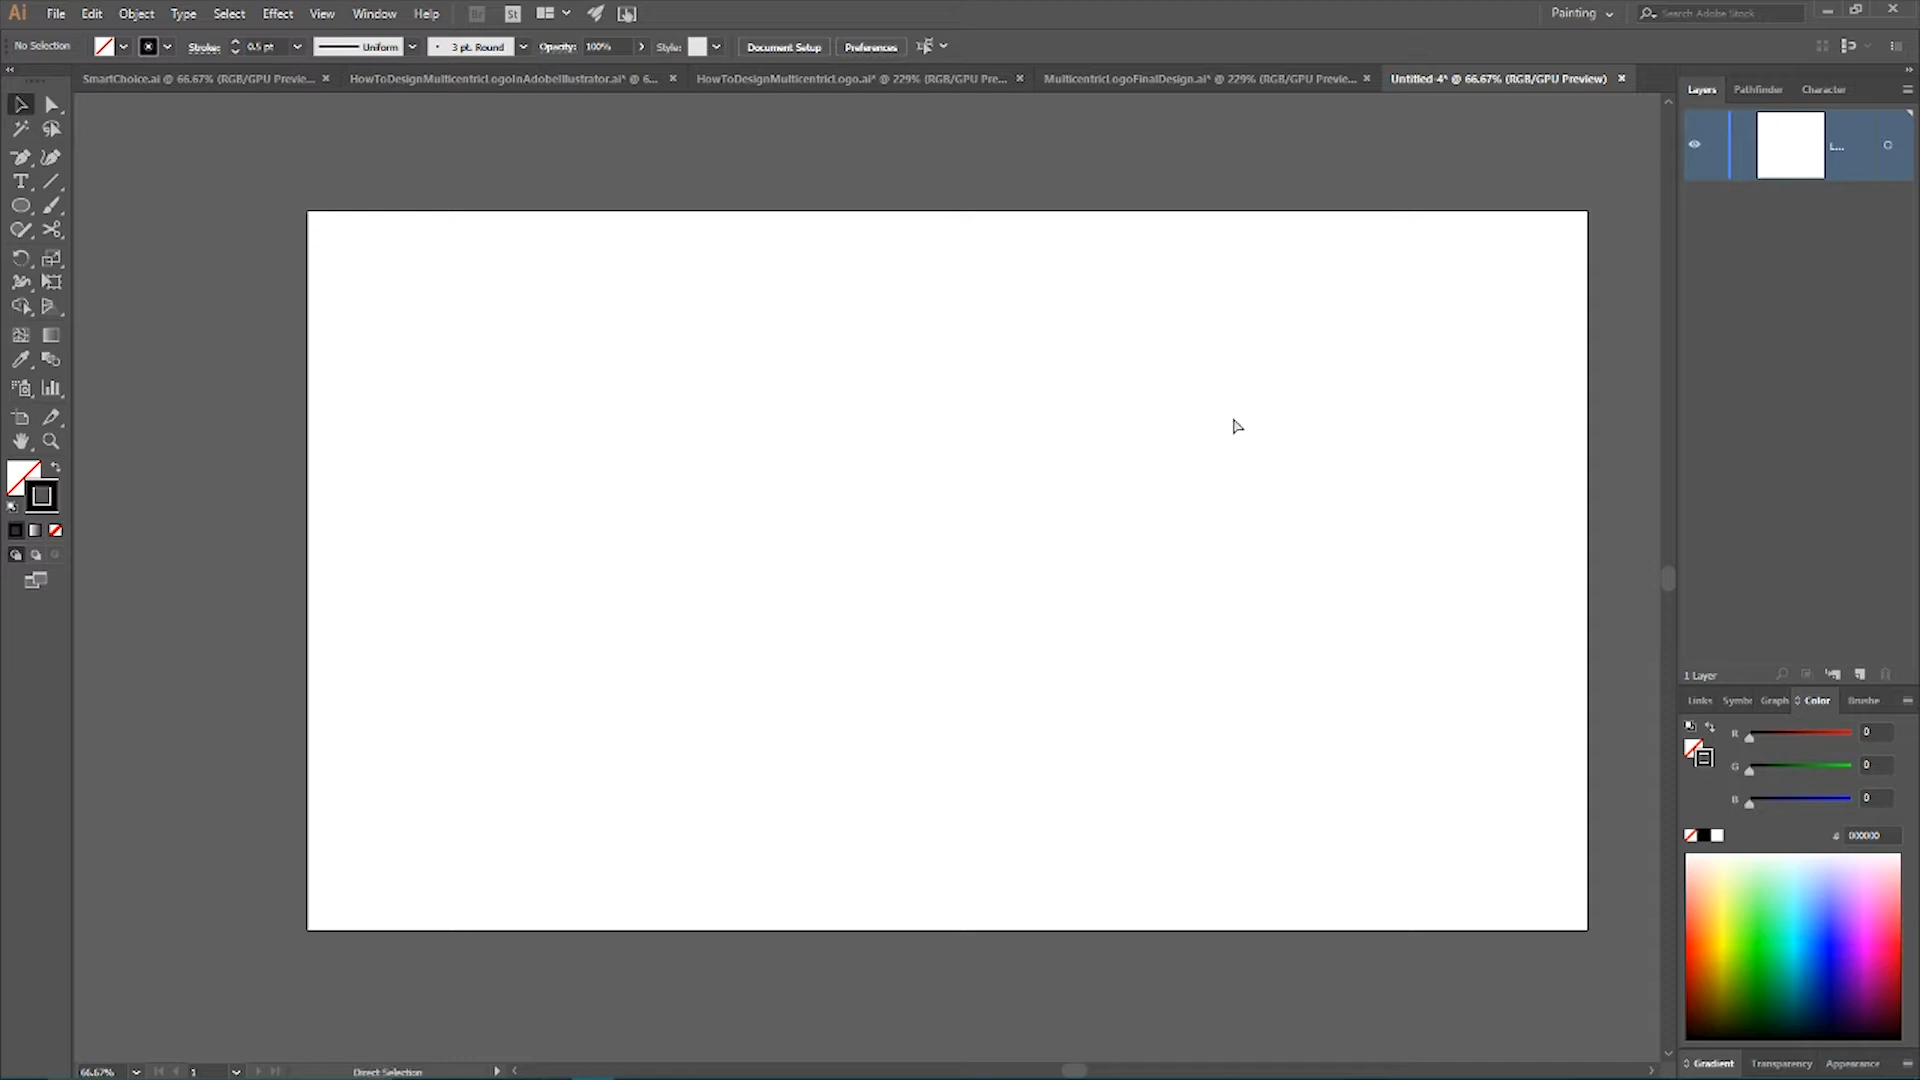 Ai File Edit Object Type Select Effect View Window Help Br St Painting Search Adobe Stock
No Selection Stroke: 0.5 pt Uniform 3 pt. Round Opacity: 100% Style: Document Setup Preferences
SmartChoice.ai @ 66.67% (RGB/GPU Previe... HowToDesignMulticentricLogoInAdobeIllustrator.ai* @ 6... HowToDesignMulticentricLogo.ai* @ 229% (RGB/GPU Pre... MulticentricLogoFinalDesign.ai* @ 229% (RGB/GPU Previe... Untitled-4* @ 66.67% (RGB/GPU Preview)
Layers Pathfinder Character
L...
1 Layer
Links Symbo Graph Color Brushe
R 0
G 0
B 0
# 000000
Gradient Transparency Appearance
66.67% 1 Direct Selection